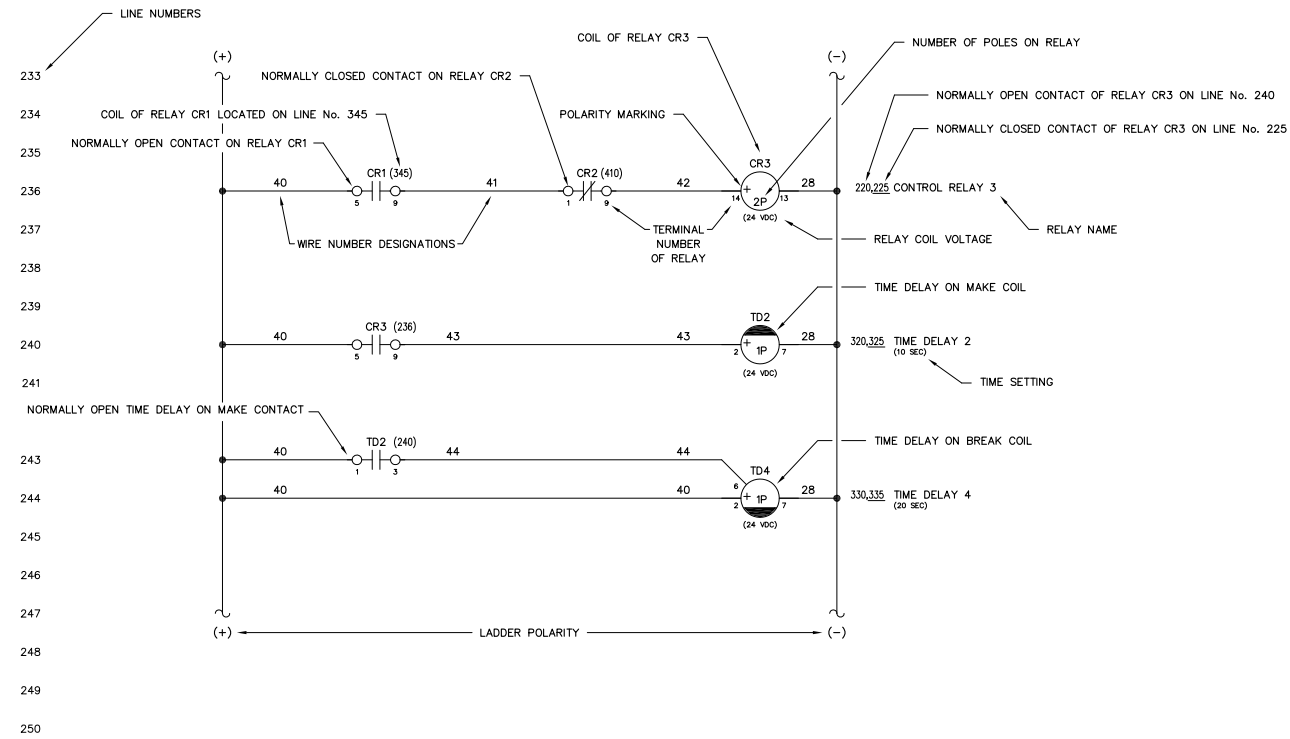 LINE NUMBERS
COIL OF RELAY CR3
NUMBER OF POLES ON RELAY
(+)
(-)
233
NORMALLY CLOSED CONTACT ON RELAY CR2
NORMALLY OPEN CONTACT OF RELAY CR3 ON LINE No. 240
234
COIL OF RELAY CR1 LOCATED ON LINE No. 345
POLARITY MARKING
NORMALLY CLOSED CONTACT OF RELAY CR3 ON LINE No. 225
NORMALLY OPEN CONTACT ON RELAY CR1
235
CR1 (345)
CR2 (410)
CR3
236
40
41
42
+
2P
28
220,225 CONTROL RELAY 3
5
9
1
9
14
13
(24 VDC)
237
WIRE NUMBER DESIGNATIONS
TERMINAL
NUMBER
OF RELAY
RELAY COIL VOLTAGE
RELAY NAME
238
239
TIME DELAY ON MAKE COIL
CR3 (236)
TD2
240
40
43
43
+
1P
28
320,325 TIME DELAY 2
(10 SEC)
5
9
2
7
(24 VDC)
241
TIME SETTING
NORMALLY OPEN TIME DELAY ON MAKE CONTACT
TD2 (240)
TIME DELAY ON BREAK COIL
243
40
44
44
1
3
TD4
6
244
40
40
+
1P
28
330,335 TIME DELAY 4
(20 SEC)
2
7
(24 VDC)
245
246
247
(+)
LADDER POLARITY
(-)
248
249
250